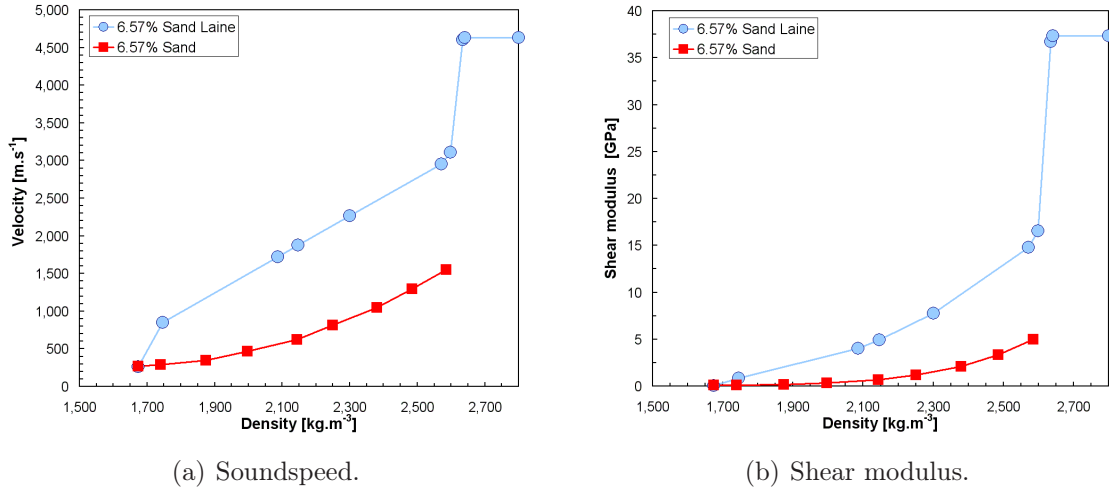 5,000
4,500
4,000
3,500
3,000
2,500
2,000
1,500
1,000
500
0
Velocity [m.s⁻¹]
6.57% Sand Laine
6.57% Sand
1,500 1,700 1,900 2,100 2,300 2,500 2,700
Density [kg.m⁻³]
(a) Soundspeed.
40
35
30
25
20
15
10
5
0
Shear modulus [GPa]
6.57% Sand Laine
6.57% Sand
1,500 1,700 1,900 2,100 2,300 2,500 2,700
Density [kg.m⁻³]
(b) Shear modulus.